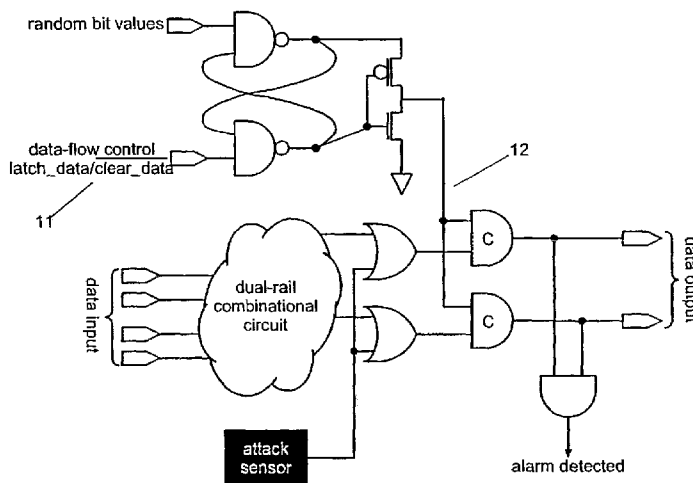 random bit values
data-flow control
latch_data/clear_data
11
12
data input
dual-rail
combinational
circuit
C
C
data output
attack
sensor
alarm detected